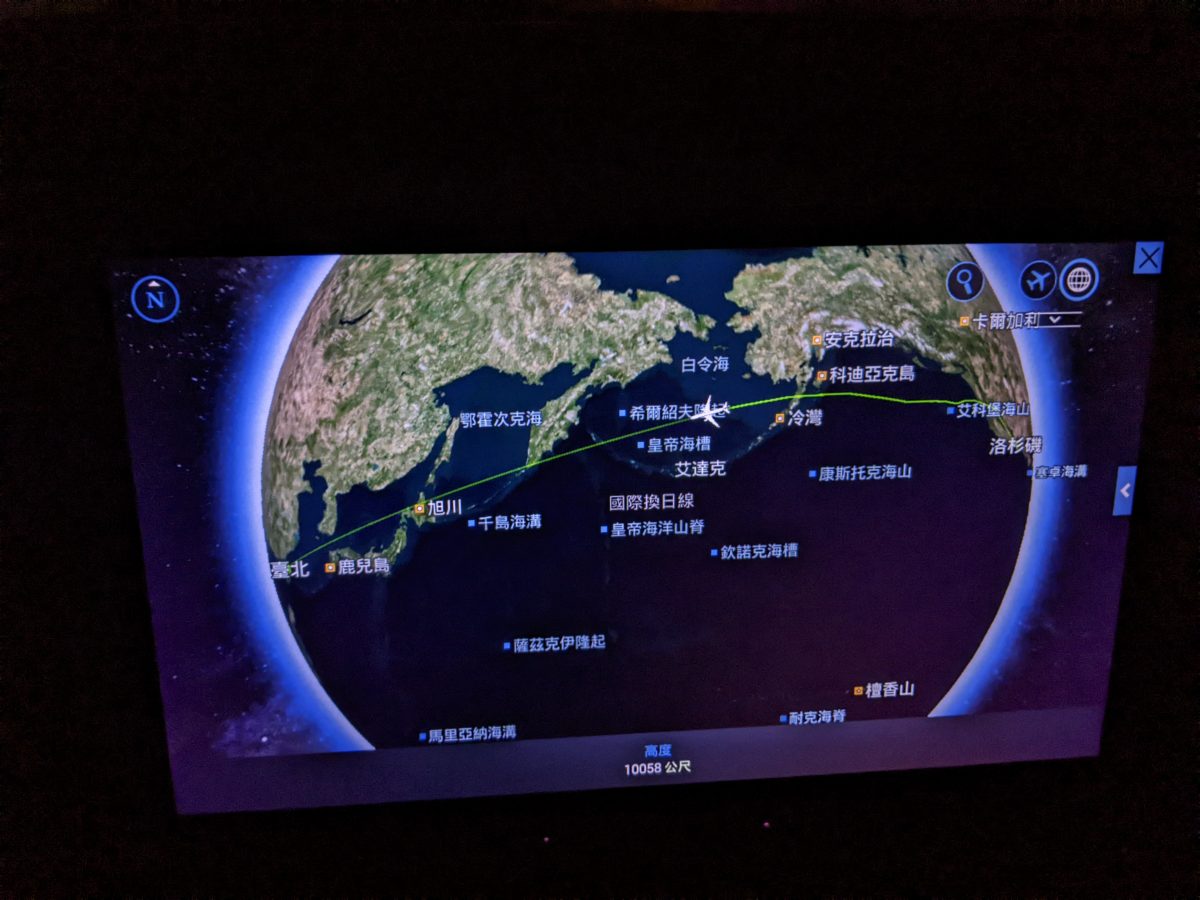 N
卡爾加利
安克拉治
白令海
科迪亞克島
希爾紹夫隆起
艾科堡海山
鄂霍次克海
冷灣
皇帝海槽
洛杉磯
艾達克
康斯托克海山
塞卓海溝
國際換日線
旭川
千島海溝
皇帝海洋山脊
欽諾克海槽
臺北
鹿兒島
薩茲克伊隆起
檀香山
耐克海脊
馬里亞納海溝
高度
10058 公尺